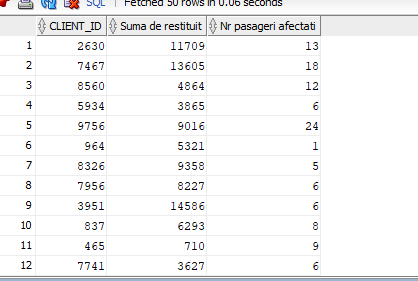 SQL | Fetched 50 rows in 0.06 seconds
CLIENT_ID Suma de restituit Nr pasageri afectati
1 2630 11709 13
2 7467 13605 18
3 8560 4864 12
4 5934 3865 6
5 9756 9016 24
6 964 5321 1
7 8326 9358 5
8 7956 8227 6
9 3951 14586 6
10 837 6293 8
11 465 710 9
12 7741 3627 6